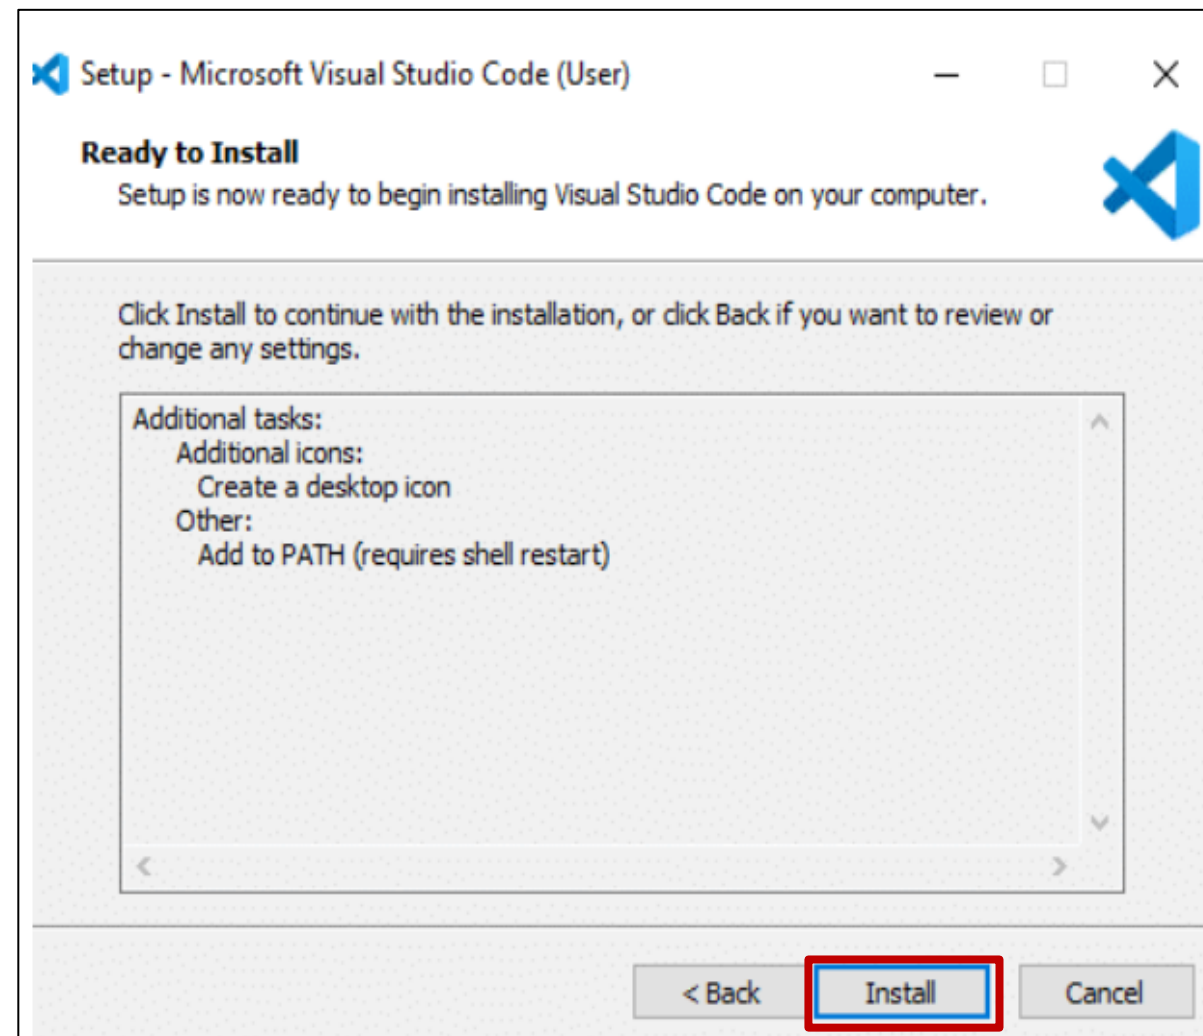 Setup - Microsoft Visual Studio Code (User)
Ready to Install
Setup is now ready to begin installing Visual Studio Code on your computer.
Click Install to continue with the installation, or click Back if you want to review or
change any settings.
Additional tasks:
Additional icons:
Create a desktop icon
Other:
Add to PATH (requires shell restart)
< Back
Install
Cancel